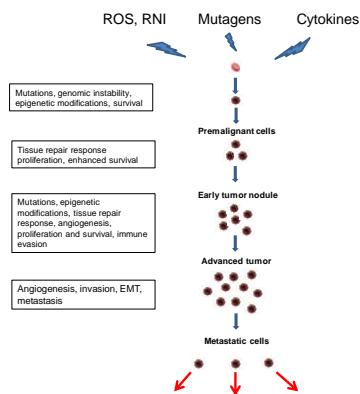 ROS, RNI Mutagens Cytokines
Mutations, genomic instability,
epigenetic modifications, survival
Premalignant cells
Tissue repair response
proliferation, enhanced survival
Early tumor nodule
Mutations, epigenetic
modifications, tissue repair
response, angiogenesis,
proliferation and survival, immune
evasion
Advanced tumor
Angiogenesis, invasion, EMT,
metastasis
Metastatic cells